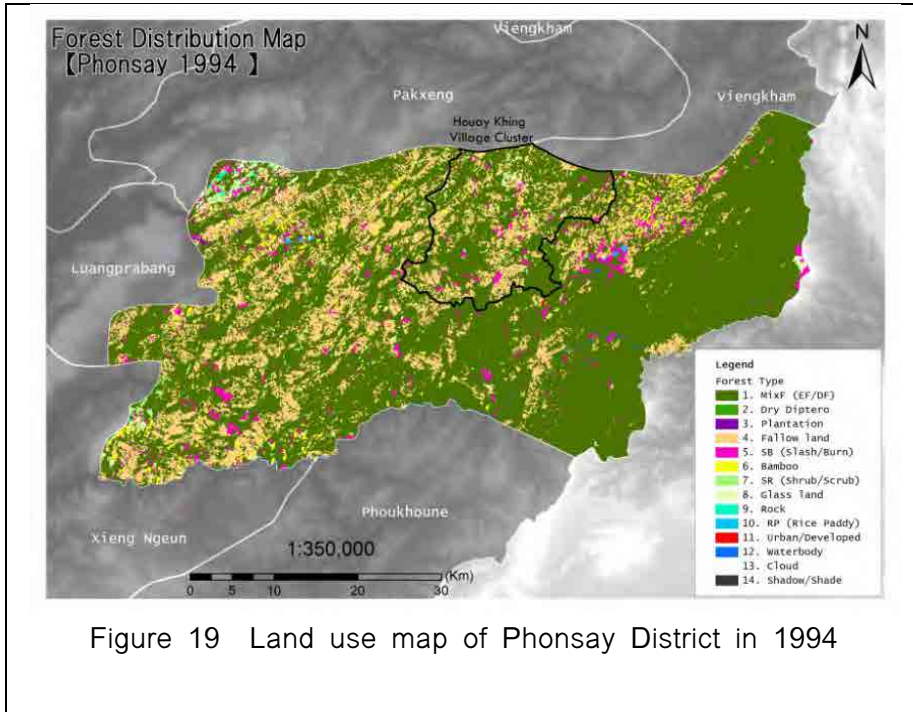 Forest Distribution Map
【Phonsay 1994 】
Viengkham
N
Pakxeng
Viengkham
Houay Khing
Village Cluster
Luangprabang
Phoukhoune
Xieng Ngeun
1:350,000
(Km)
0 5 10 20 30
Legend
Forest Type
1. MixF (EF/DF)
2. Dry Diptero
3. Plantation
4. Fallow land
5. SB (Slash/Burn)
6. Bamboo
7. SR (Shrub/Scrub)
8. Glass land
9. Rock
10. RP (Rice Paddy)
11. Urban/Developed
12. Waterbody
13. Cloud
14. Shadow/Shade
Figure 19 Land use map of Phonsay District in 1994